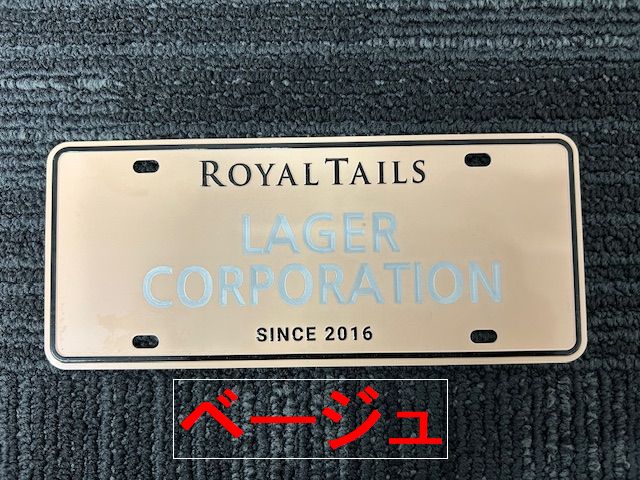 ROYAL TAILS
LAGER
CORPORATION
SINCE 2016
ベージュ